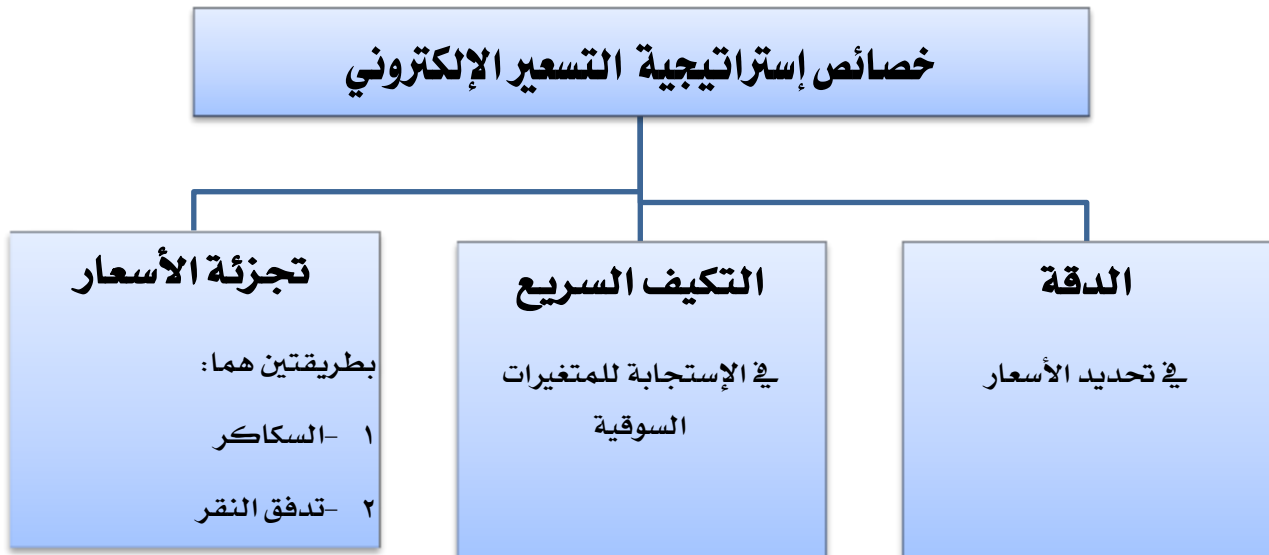 خصائص إستراتيجية التسعير الإلكتروني
الدقة
في تحديد الأسعار
التكيف السريع
في الإستجابة للمتغيرات
السوقية
تجزئة الأسعار
بطريقتين هما:
١ -السكاكر
٢ -تدفق النقر